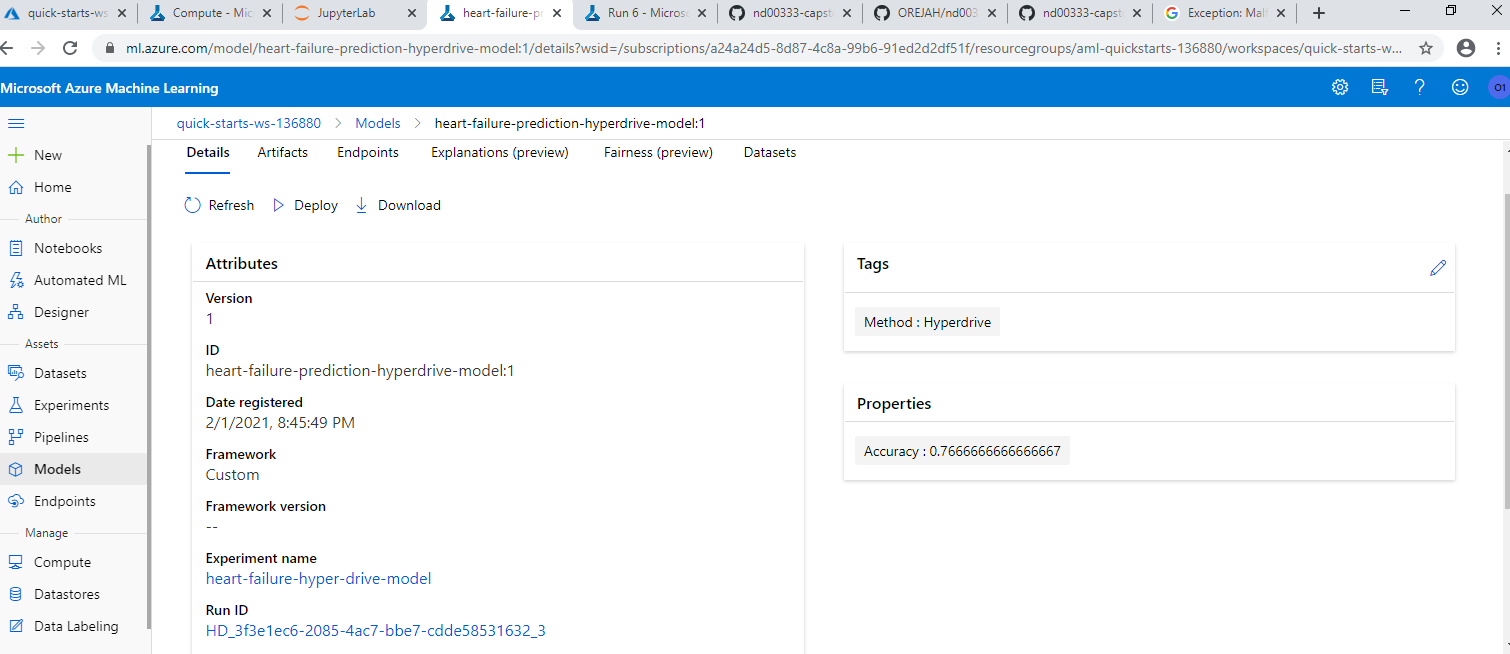 quick-starts-ws- Compute - Mic JupyterLab heart-failure-pr Run 6 - Microso nd00333-capst OREJAH/nd003 nd00333-capst Exception: Mal
ml.azure.com/model/heart-failure-prediction-hyperdrive-model:1/details?wsid=/subscriptions/a24a24d5-8d87-4c8a-99b6-91ed2d2df51f/resourcegroups/aml-quickstarts-136880/workspaces/quick-starts-w...
Microsoft Azure Machine Learning
O1
quick-starts-ws-136880 > Models > heart-failure-prediction-hyperdrive-model:1
New
Home
Author
Notebooks
Automated ML
Designer
Assets
Datasets
Experiments
Pipelines
Models
Endpoints
Manage
Compute
Datastores
Data Labeling
Details Artifacts Endpoints Explanations (preview) Fairness (preview) Datasets
Refresh Deploy Download
Attributes
Version
1
ID
heart-failure-prediction-hyperdrive-model:1
Date registered
2/1/2021, 8:45:49 PM
Framework
Custom
Framework version
--
Experiment name
heart-failure-hyper-drive-model
Run ID
HD_3f3e1ec6-2085-4ac7-bbe7-cdde58531632_3
Tags
Method : Hyperdrive
Properties
Accuracy : 0.7666666666666667